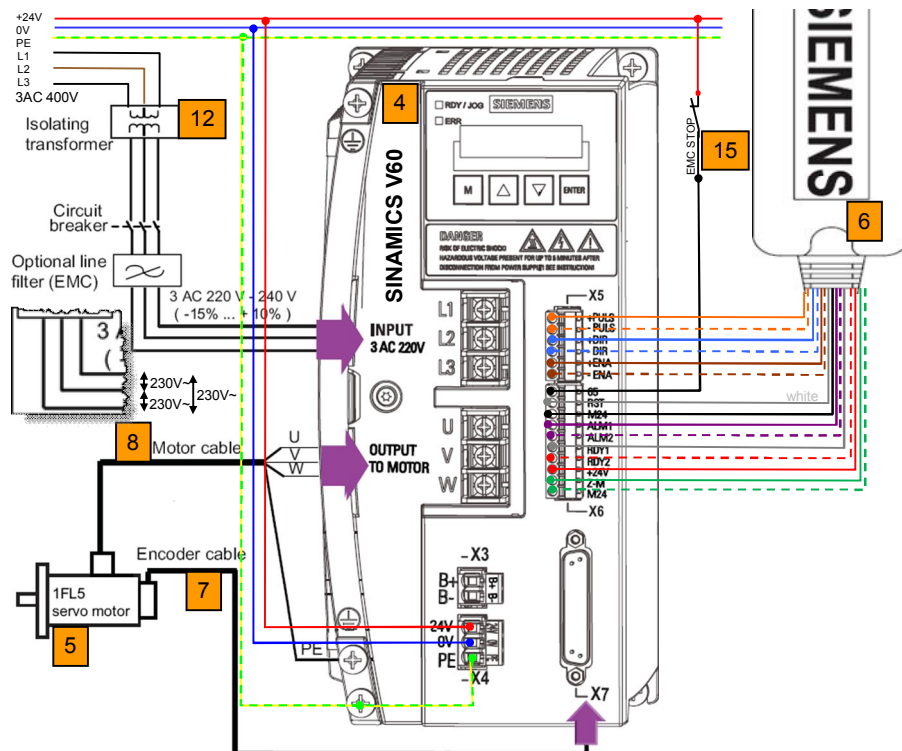 +24V
0V
PE
L1
L2
L3
3AC 400V
Isolating
transformer
12
Circuit
breaker
Optional line
filter (EMC)
3 AC 220 V - 240 V
( -15% ... + 10% )
230V~
230V~
230V~
8
Motor cable
U
V
W
Encoder cable
7
1FL5
servo motor
5
PE
4
SINAMICS V60
RDY / JOG
SIEMENS
ERR
M
ENTER
DANGER
RISK OF ELECTRIC SHOCK!
HAZARDOUS VOLTAGE PRESENT FOR UP TO 5 MINUTES AFTER
DISCONNECTION FROM POWER SUPPLY! SEE INSTRUCTION!
INPUT
3 AC 220V
L1
L2
L3
OUTPUT
TO MOTOR
U
V
W
X3
B+
B-
B+
B-
24V
0V
PE
X4
X5
+PULS
-PULS
+DIR
-DIR
+ENA
-ENA
65
RST
M24
ALM1
ALM2
RDY1
RDY2
+24V
Z-M
M24
X6
X7
EMC STOP
15
white
SIEMENS
6